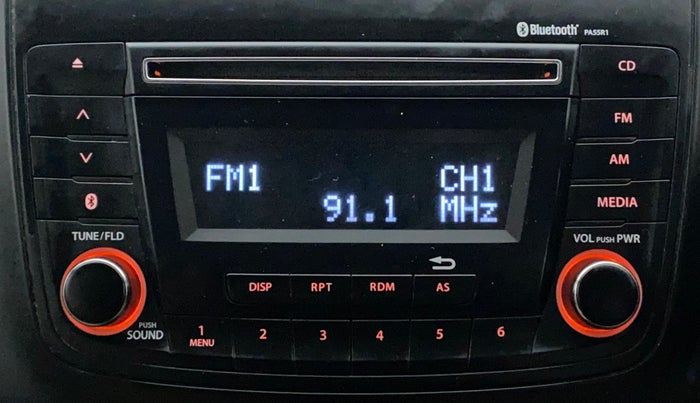 Bluetooth® PA5SR1
CD
FM
AM
MEDIA
FM1 CH1
91.1 MHz
TUNE/FLD
VOL PUSH PWR
DISP RPT RDM AS
PUSH
SOUND
1 2 3 4 5 6
MENU